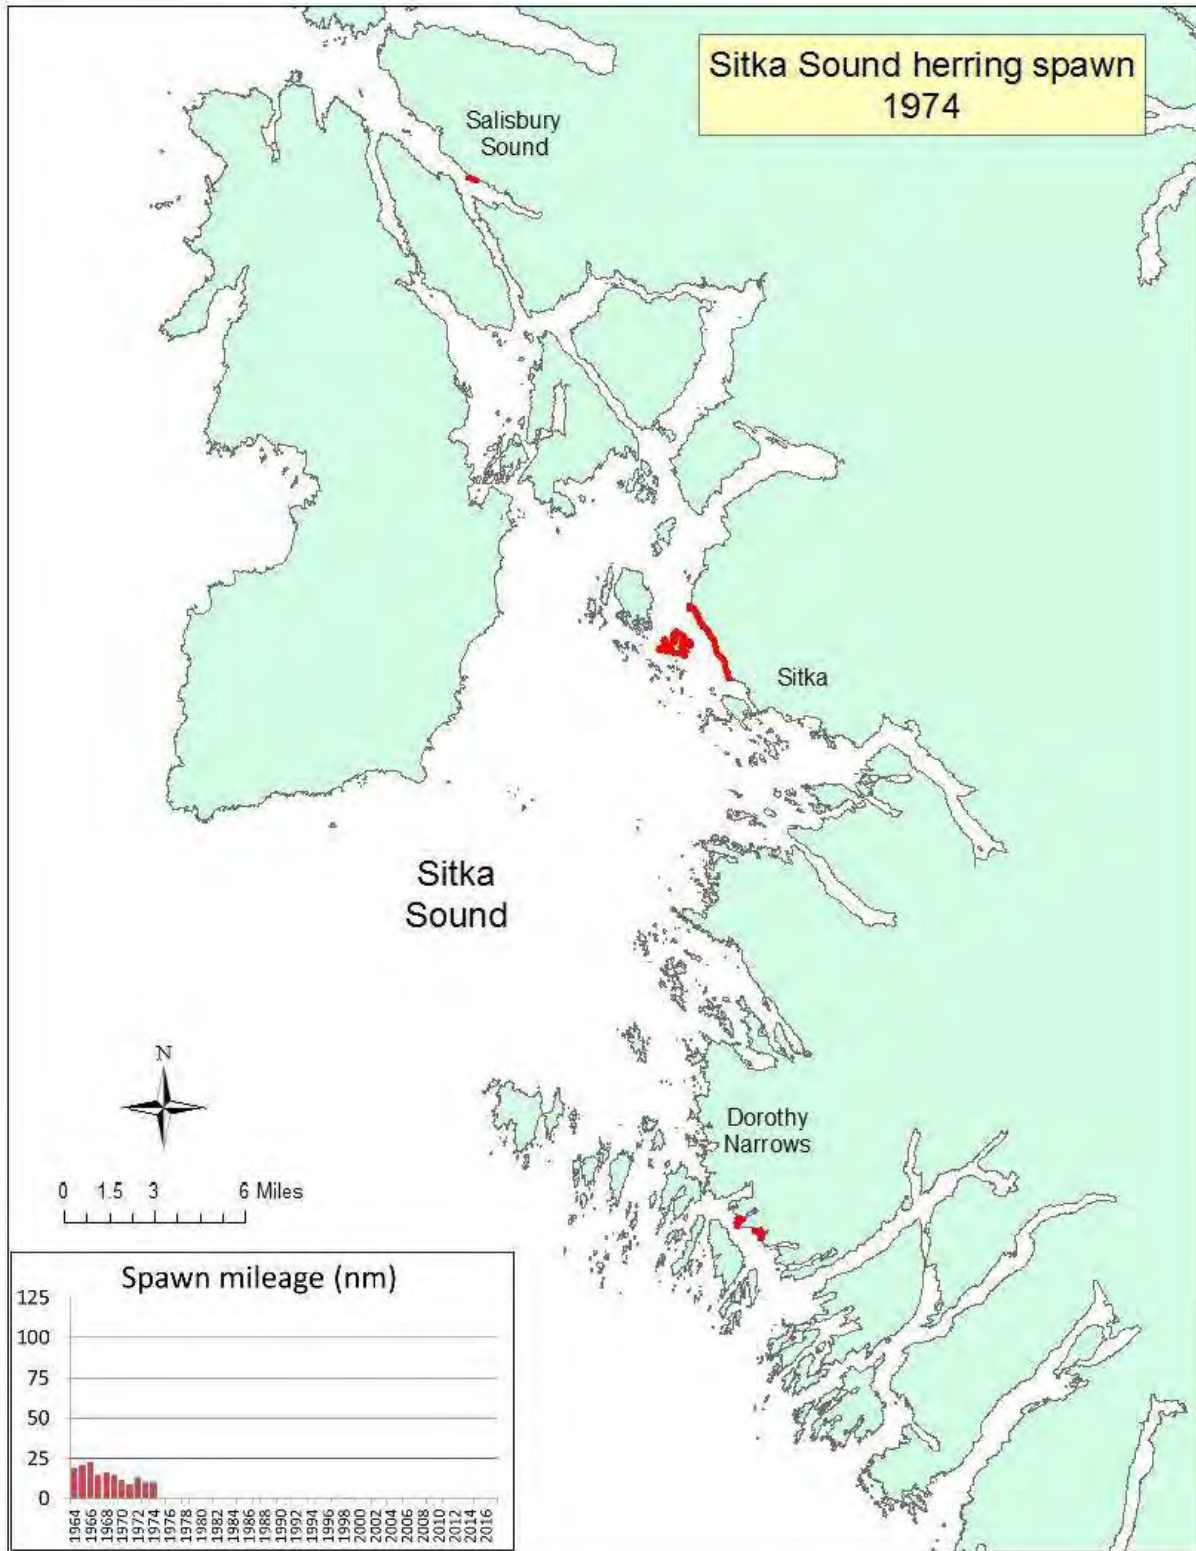 Sitka Sound herring spawn
1974
Salisbury
Sound
Sitka
Sitka
Sound
N
Dorothy
Narrows
0 1.5 3 6 Miles
Spawn mileage (nm)
125
100
75
50
25
0
1964 1966 1968 1970 1972 1974 1976 1978 1980 1982 1984 1986 1988 1990 1992 1994 1996 1998 2000 2002 2004 2006 2008 2010 2012 2014 2016